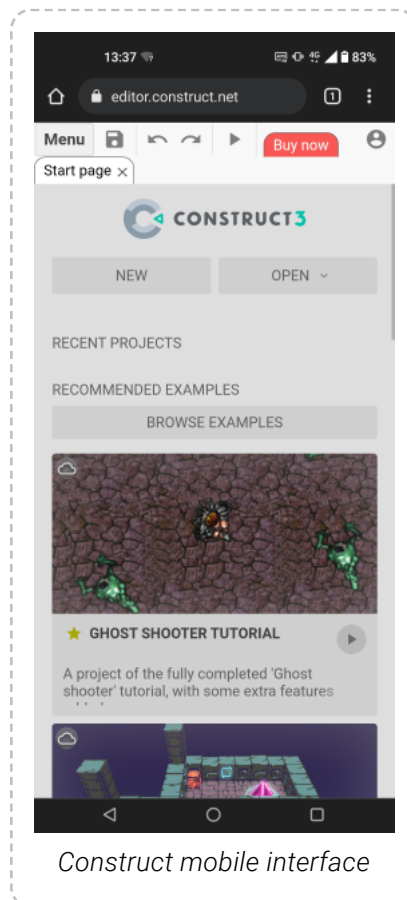 13:37
4G
83%
editor.construct.net
1
Menu
Buy now
Start page ×
CONSTRUCT3
NEW
OPEN
RECENT PROJECTS
RECOMMENDED EXAMPLES
BROWSE EXAMPLES
GHOST SHOOTER TUTORIAL
A project of the fully completed 'Ghost
shooter' tutorial, with some extra features
Construct mobile interface